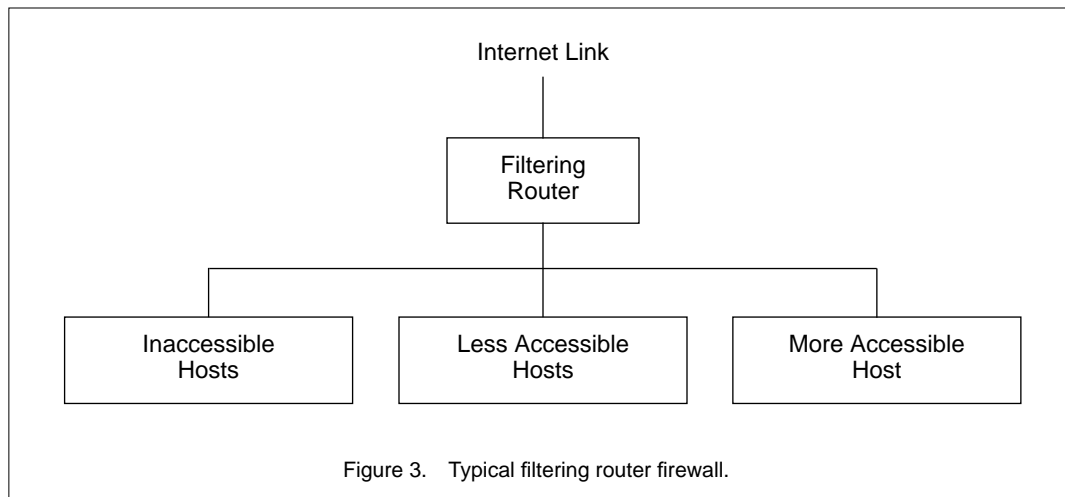 Internet Link
Filtering
Router
Inaccessible
Hosts
Less Accessible
Hosts
More Accessible
Host
Figure 3. Typical filtering router firewall.